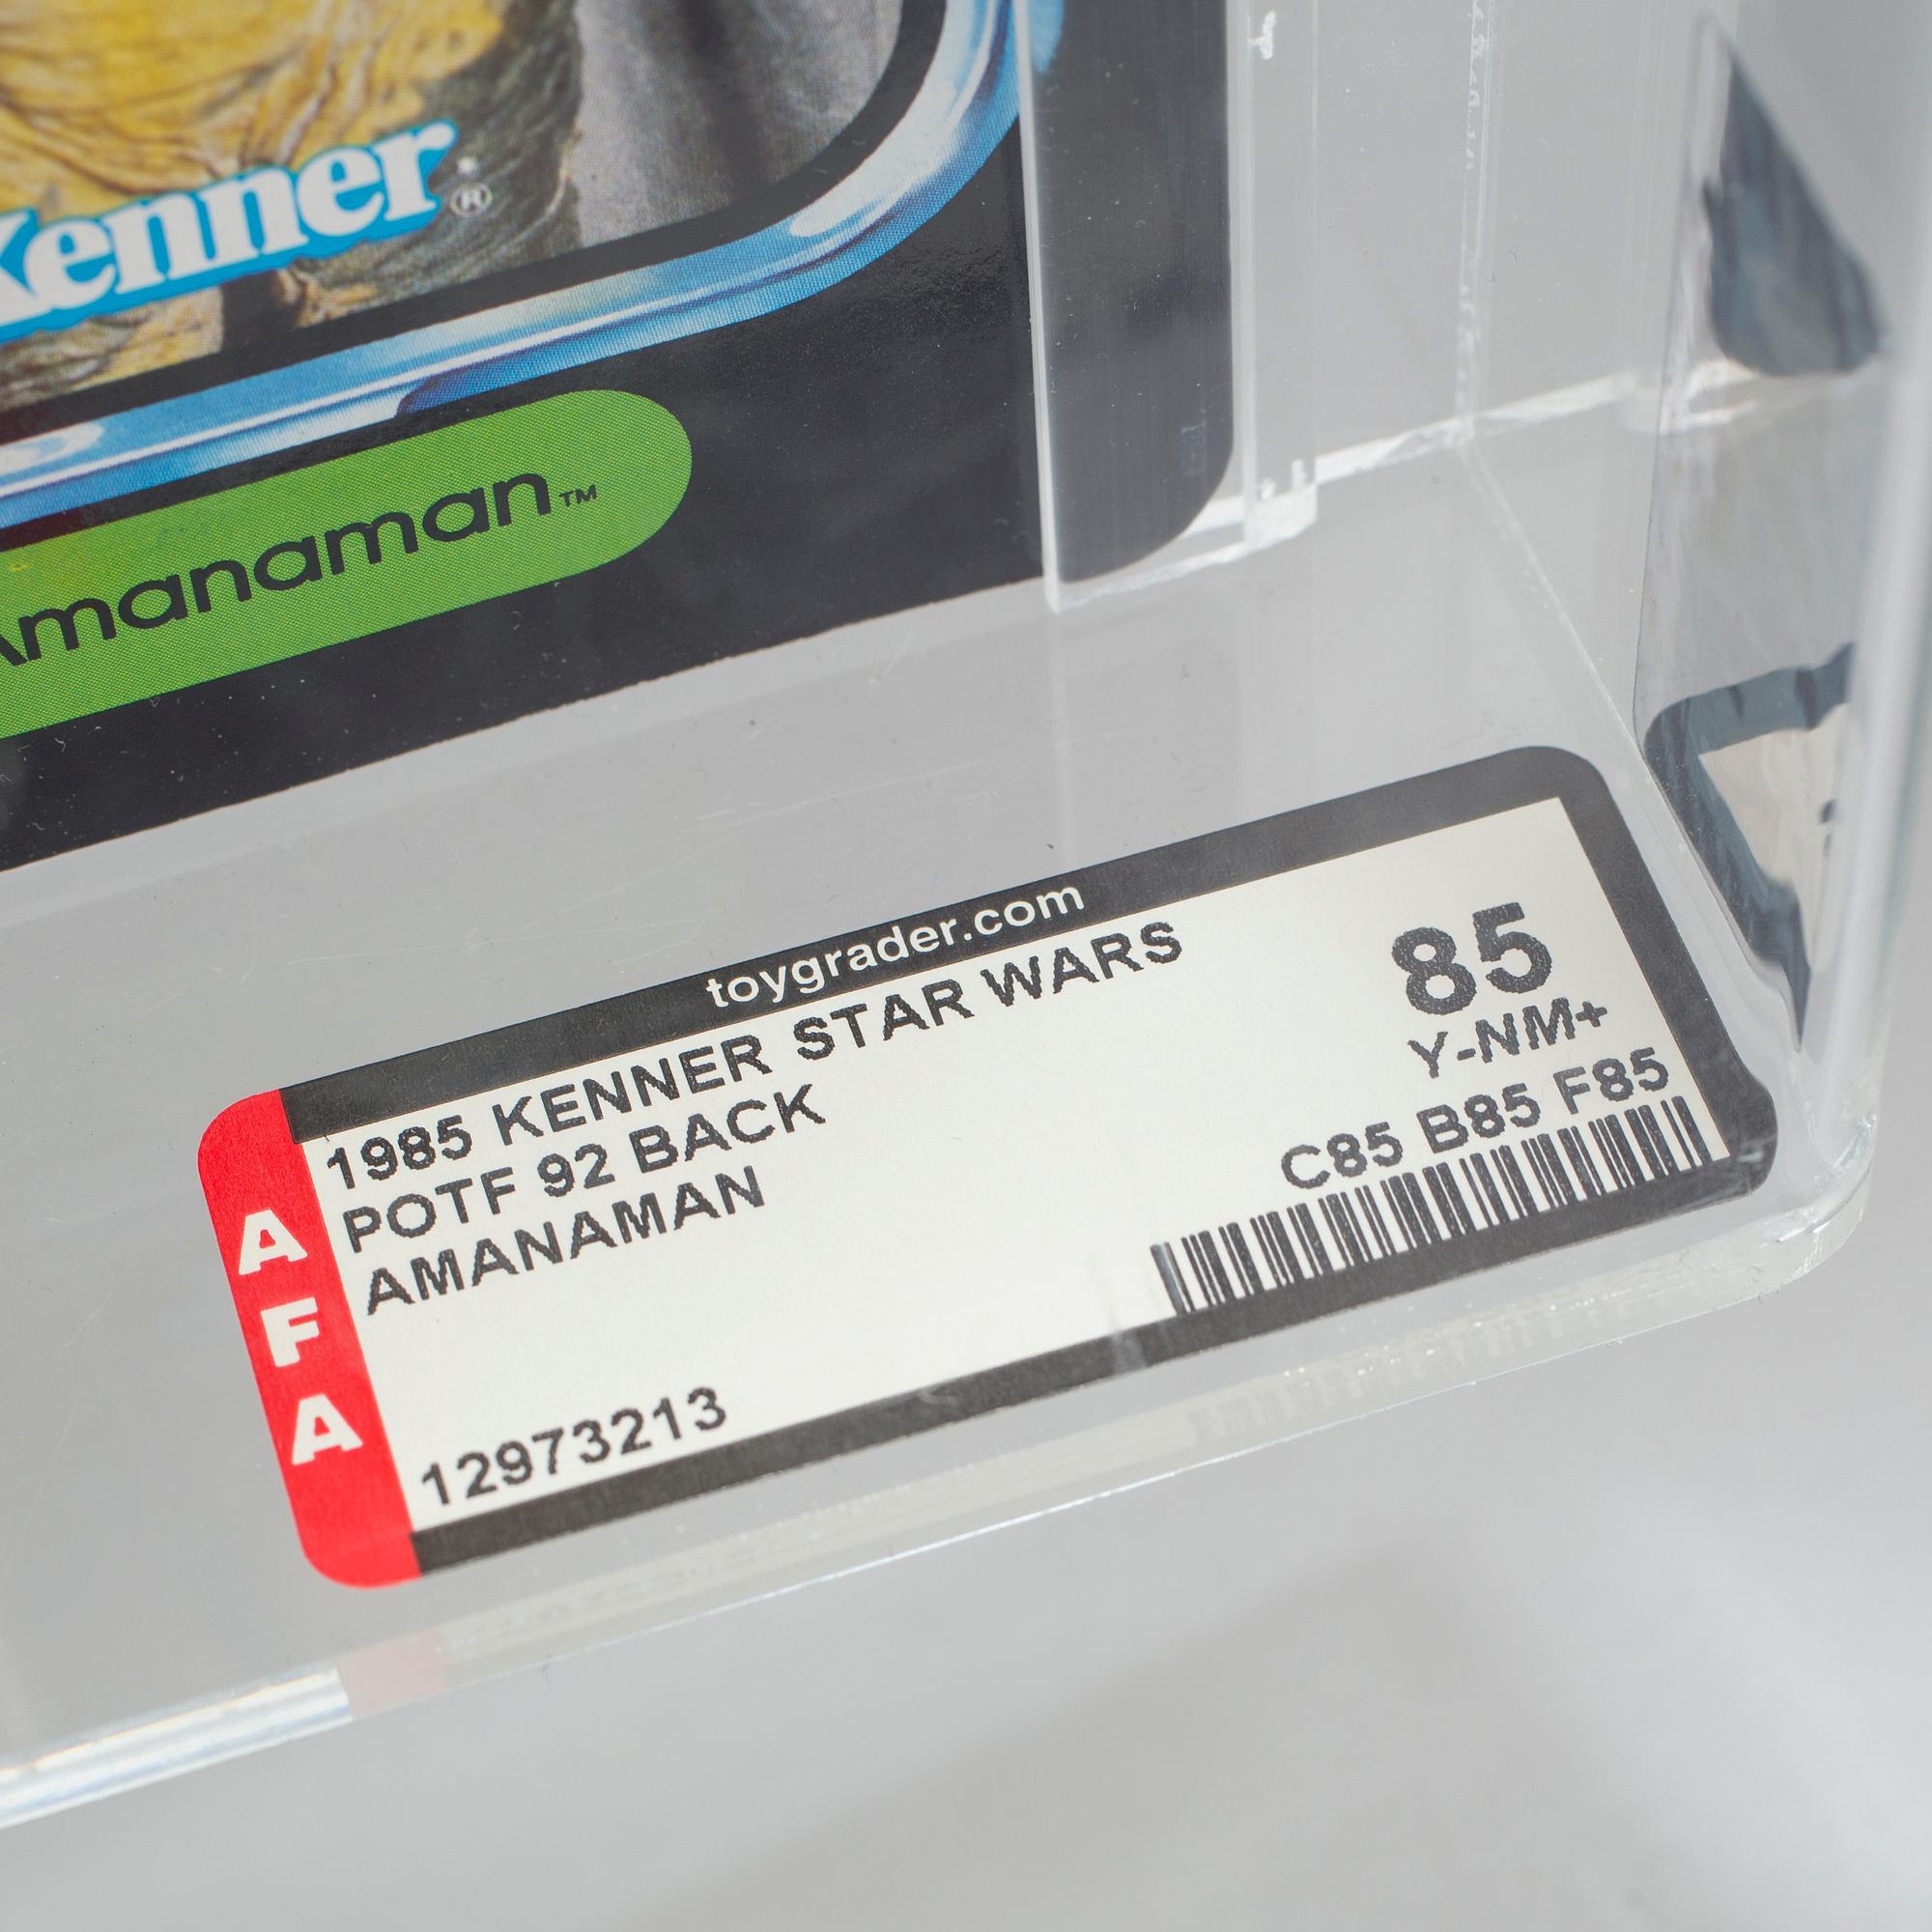 Kenner®
Amanaman™
toygrader.com
1985 KENNER STAR WARS
POTF 92 BACK
AMANAMAN
12973213
85
Y-NM+
C85 B85 F85
AFA